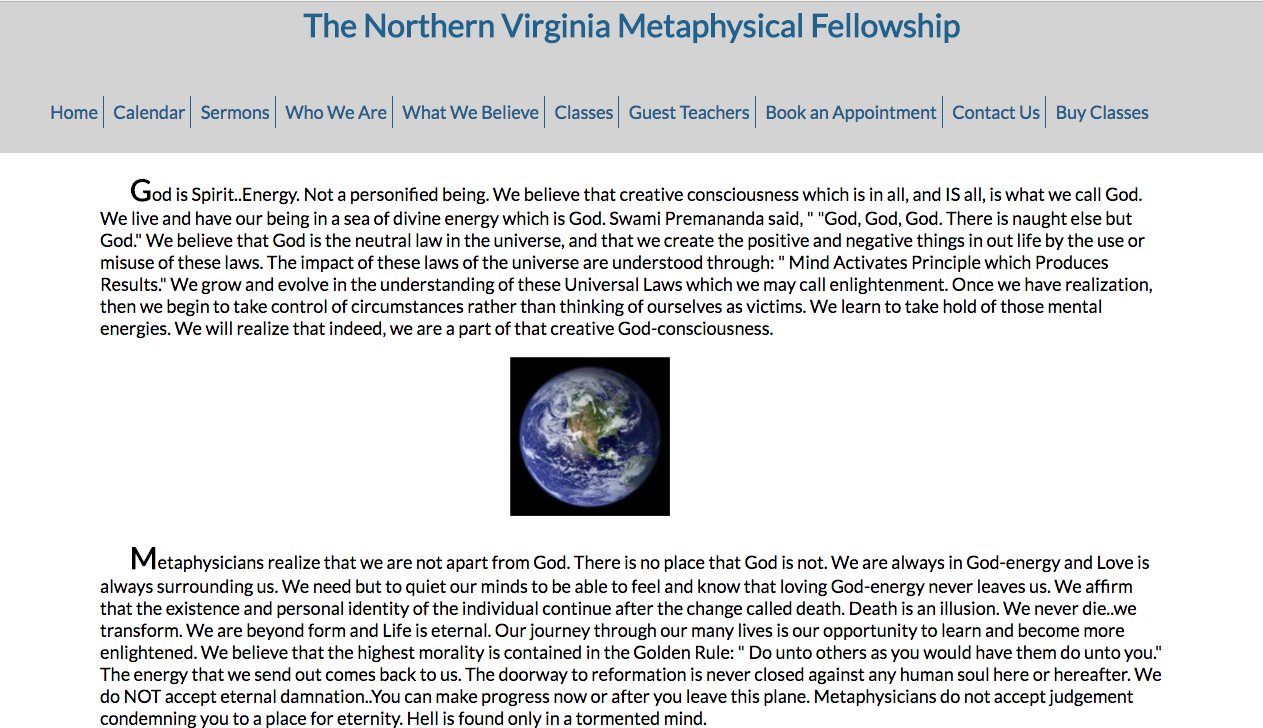 The Northern Virginia Metaphysical Fellowship
Home Calendar Sermons Who We Are What We Believe Classes Guest Teachers Book an Appointment Contact Us Buy Classes
God is Spirit..Energy. Not a personified being. We believe that creative consciousness which is in all, and IS all, is what we call God.
We live and have our being in a sea of divine energy which is God. Swami Premananda said, " "God, God, God. There is naught else but
God." We believe that God is the neutral law in the universe, and that we create the positive and negative things in out life by the use or
misuse of these laws. The impact of these laws of the universe are understood through: " Mind Activates Principle which Produces
Results." We grow and evolve in the understanding of these Universal Laws which we may call enlightenment. Once we have realization,
then we begin to take control of circumstances rather than thinking of ourselves as victims. We learn to take hold of those mental
energies. We will realize that indeed, we are a part of that creative God-consciousness.
Metaphysicians realize that we are not apart from God. There is no place that God is not. We are always in God-energy and Love is
always surrounding us. We need but to quiet our minds to be able to feel and know that loving God-energy never leaves us. We affirm
that the existence and personal identity of the individual continue after the change called death. Death is an illusion. We never die..we
transform. We are beyond form and Life is eternal. Our journey through our many lives is our opportunity to learn and become more
enlightened. We believe that the highest morality is contained in the Golden Rule: " Do unto others as you would have them do unto you."
The energy that we send out comes back to us. The doorway to reformation is never closed against any human soul here or hereafter. We
do NOT accept eternal damnation..You can make progress now or after you leave this plane. Metaphysicians do not accept judgement
condemning you to a place for eternity. Hell is found only in a tormented mind.